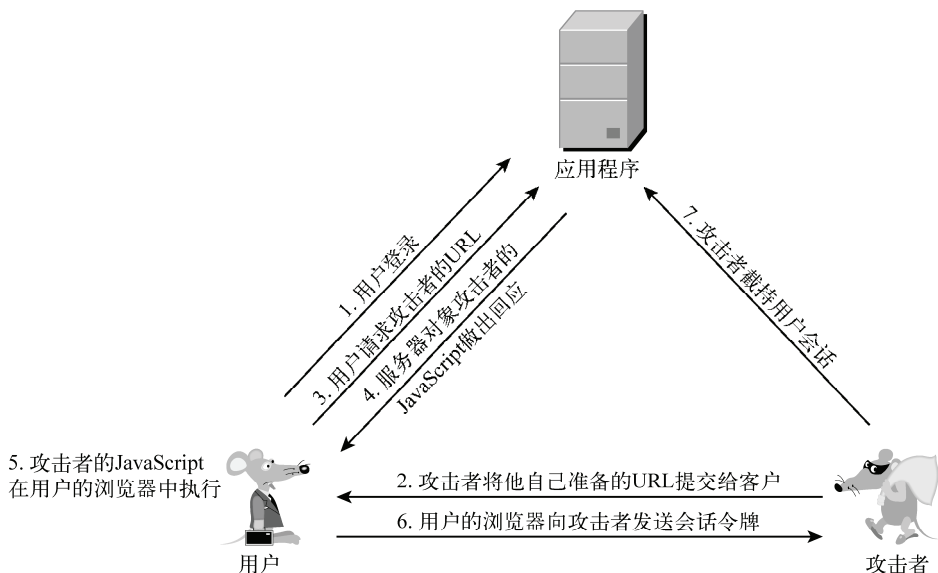 应用程序
1. 用户登录
3. 用户请求攻击者的URL
4. 服务器对象攻击者的
JavaScript做出回应
7. 攻击者截持用户会话
5. 攻击者的JavaScript
在用户的浏览器中执行
2. 攻击者将他自己准备的URL提交给客户
6. 用户的浏览器向攻击者发送会话令牌
用户
攻击者